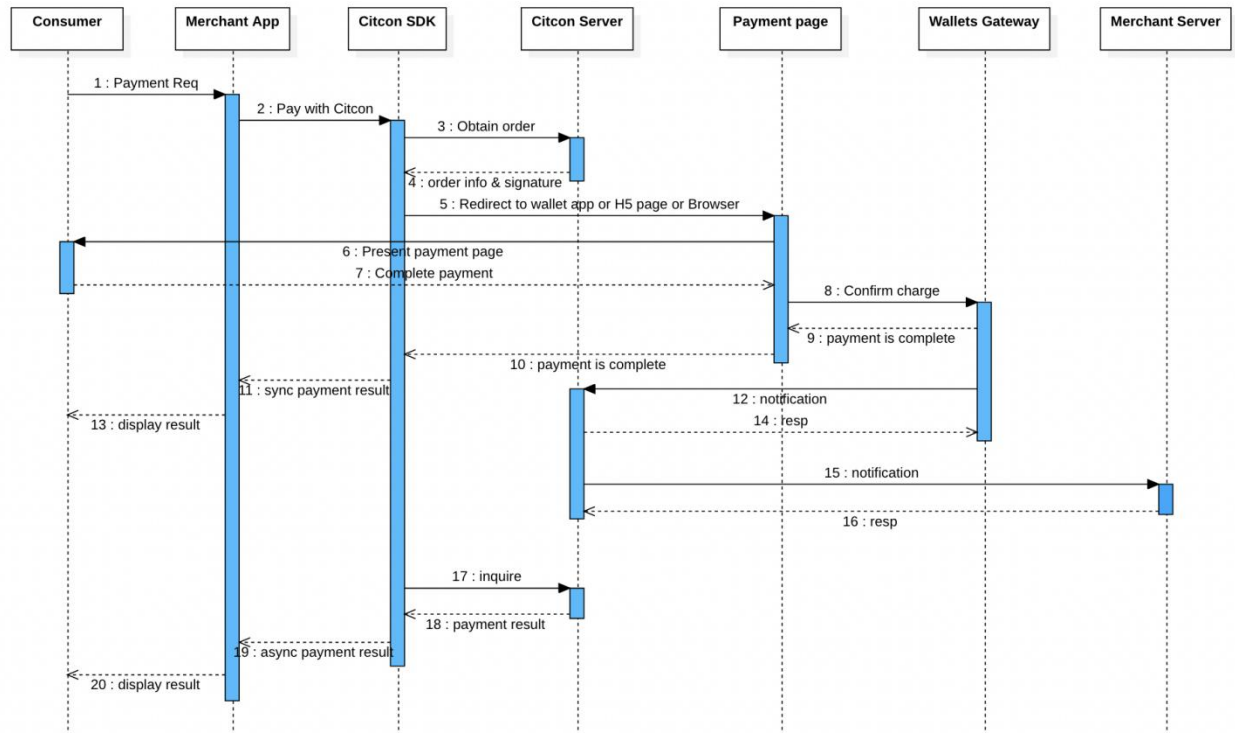 Consumer
Merchant App
Citcon SDK
Citcon Server
Payment page
Wallets Gateway
Merchant Server
1 : Payment Req
2 : Pay with Citcon
3 : Obtain order
4 : order info & signature
5 : Redirect to wallet app or H5 page or Browser
6 : Present payment page
7 : Complete payment
8 : Confirm charge
9 : payment is complete
10 : payment is complete
11 : sync payment result
12 : notification
13 : display result
14 : resp
15 : notification
16 : resp
17 : inquire
18 : payment result
19 : async payment result
20 : display result